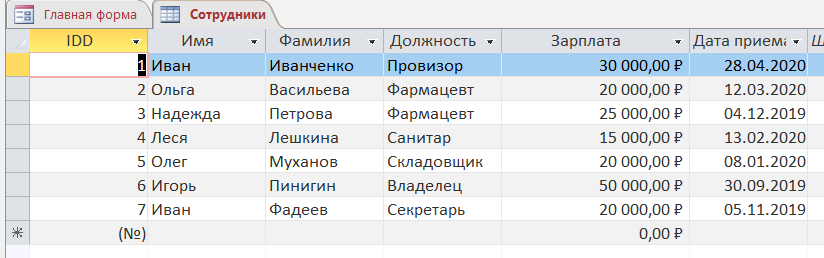 Главная форма Сотрудники
IDD Имя Фамилия Должность Зарплата Дата приема
1 Иван Иванченко Провизор 30 000,00 ₽ 28.04.2020
2 Ольга Васильева Фармацевт 20 000,00 ₽ 12.03.2020
3 Надежда Петрова Фармацевт 25 000,00 ₽ 04.12.2019
4 Леся Лешкина Санитар 15 000,00 ₽ 13.02.2020
5 Олег Муханов Складовщик 20 000,00 ₽ 08.01.2020
6 Игорь Пинигин Владелец 50 000,00 ₽ 30.09.2019
7 Иван Фадеев Секретарь 20 000,00 ₽ 05.11.2019
(№) 0,00 ₽